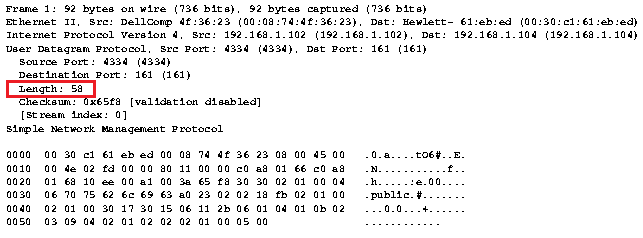 Frame 1: 92 bytes on wire (736 bits), 92 bytes captured (736 bits)
Ethernet II, Src: DellComp 4f:36:23 (00:08:74:4f:36:23), Dst: Hewlett- 61:eb:ed (00:30:c1:61:eb:ed)
Internet Protocol Version 4, Src: 192.168.1.102 (192.168.1.102), Dst: 192.168.1.104 (192.168.1.104)
User Datagram Protocol, Src Port: 4334 (4334), Dst Port: 161 (161)
Source Port: 4334 (4334)
Destination Port: 161 (161)
Length: 58
Checksum: 0x65f8 [validation disabled]
[Stream index: 0]
Simple Network Management Protocol
0000 00 30 c1 61 eb ed 00 08 74 4f 36 23 08 00 45 00 .0.a....tO6#..E.
0010 00 4e 02 fd 00 00 80 11 00 00 c0 a8 01 66 c0 a8 .N...........f..
0020 01 68 10 ee 00 a1 00 3a 65 f8 30 30 02 01 00 04 .h.....:e.00....
0030 06 70 75 62 6c 69 63 a0 23 02 02 18 fb 02 01 00 .public.#.......
0040 02 01 00 30 17 30 15 06 11 2b 06 01 04 01 0b 02 ...0.0...+......
0050 03 09 04 02 01 02 02 02 01 00 05 00 ............